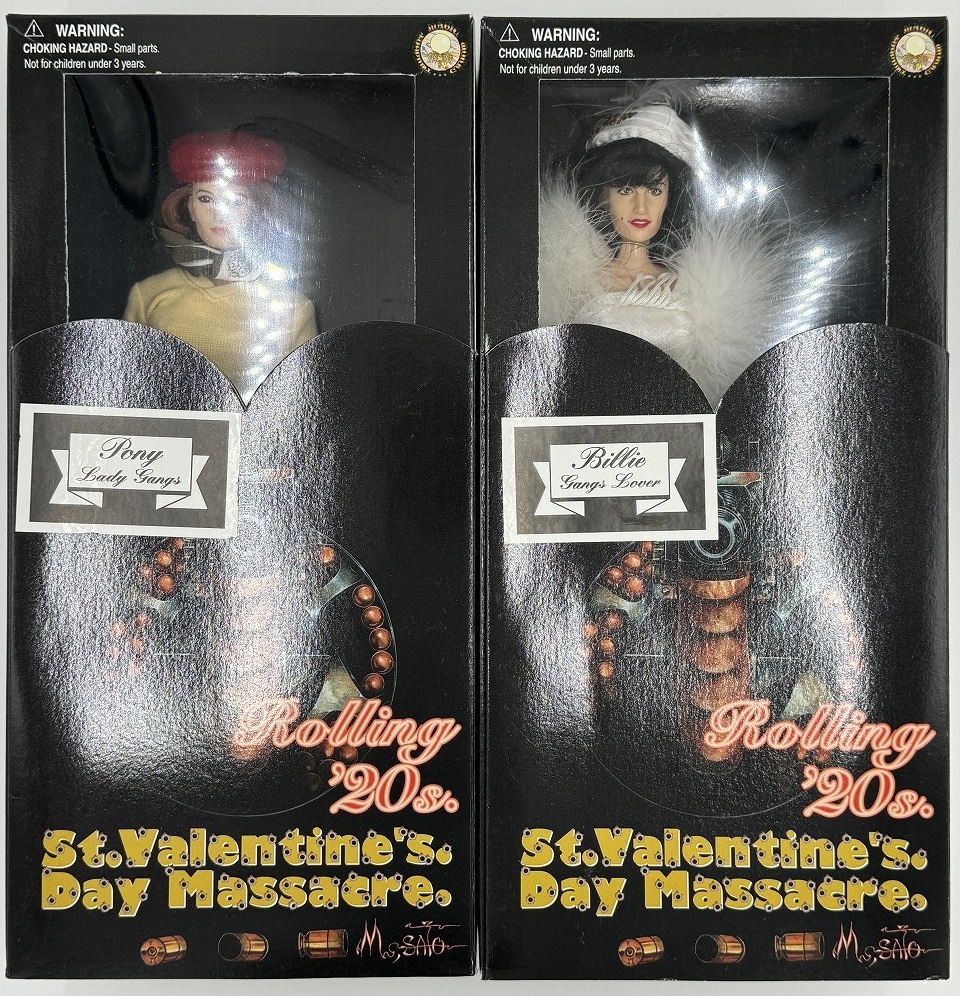 WARNING:
CHOKING HAZARD - Small parts.
Not for children under 3 years.
Pony
Lady Gangs
Rolling
'20s.
St.Valentine's.
Day Massacre.
WARNING:
CHOKING HAZARD - Small parts.
Not for children under 3 years.
Billie
Gangs Lover
Rolling
'20s.
St.Valentine's.
Day Massacre.